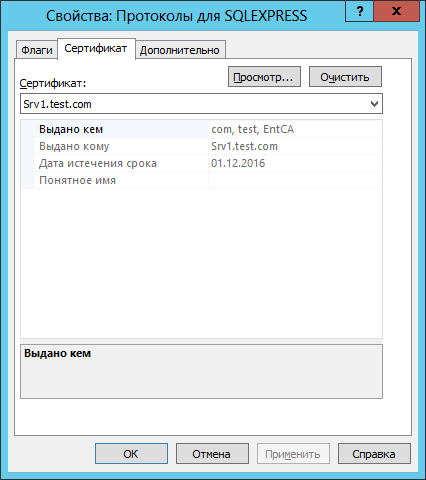 Свойства: Протоколы для SQLEXPRESS ? x
Флаги Сертификат Дополнительно
Просмотр... Очистить
Сертификат:
Srv1.test.com
Выдано кем com, test, EntCA
Выдано кому Srv1.test.com
Дата истечения срока 01.12.2016
Понятное имя
Выдано кем
ОК Отмена Применить Справка